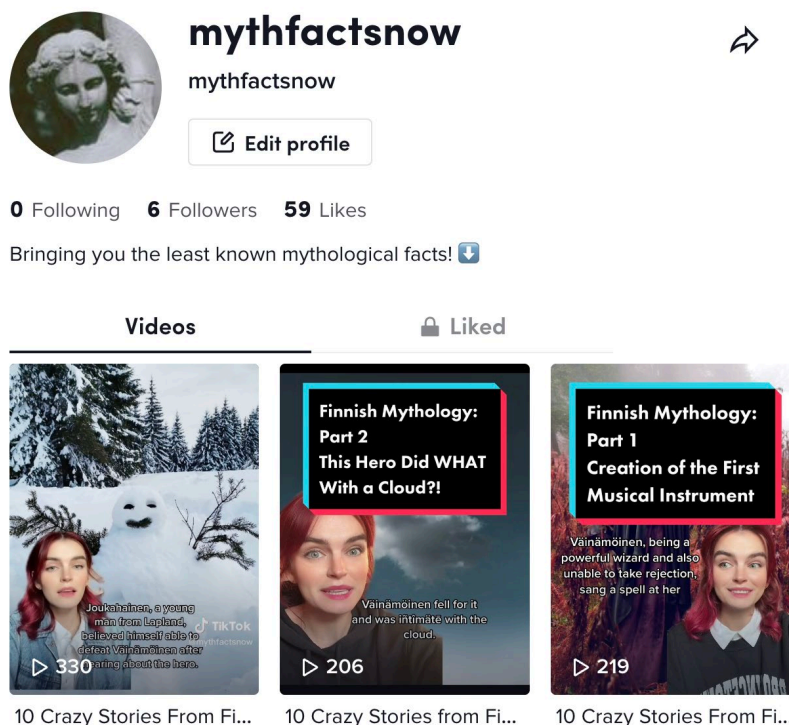 mythfactsnow
mythfactsnow
Edit profile
0 Following 6 Followers 59 Likes
Bringing you the least known mythological facts!
Videos
Liked
Joukahainen, a young
man from Lapland,
believed himself able to
defeat Väinämöinen after
hearing about the hero.
TikTok
330
10 Crazy Stories From Fi...
Finnish Mythology:
Part 2
This Hero Did WHAT
With a Cloud?!
Väinämöinen fell for it
and was intimate with the
cloud.
206
10 Crazy Stories from Fi...
Finnish Mythology:
Part 1
Creation of the First
Musical Instrument
Väinämöinen, being a
powerful wizard and also
unable to take rejection,
sang a spell at her
219
10 Crazy Stories From Fi..